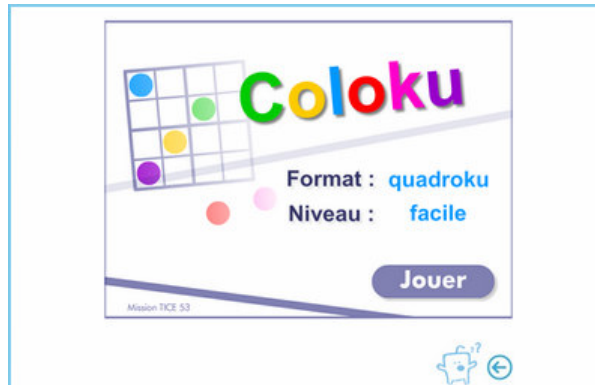 Coloku
Format : quadroku
Niveau : facile
Jouer
Mission TICE 53
??